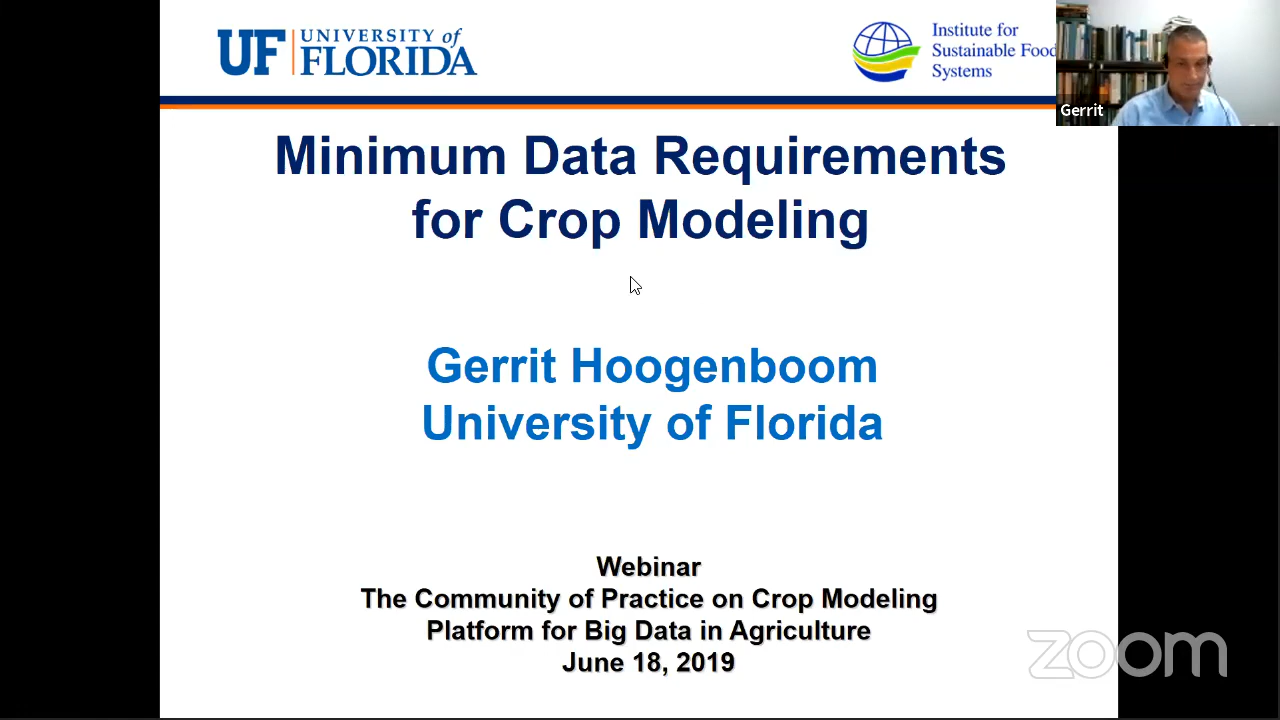 UF UNIVERSITY of
FLORIDA
Institute for
Sustainable Food
Systems
Gerrit
Minimum Data Requirements
for Crop Modeling
Gerrit Hoogenboom
University of Florida
Webinar
The Community of Practice on Crop Modeling
Platform for Big Data in Agriculture
June 18, 2019
zoom